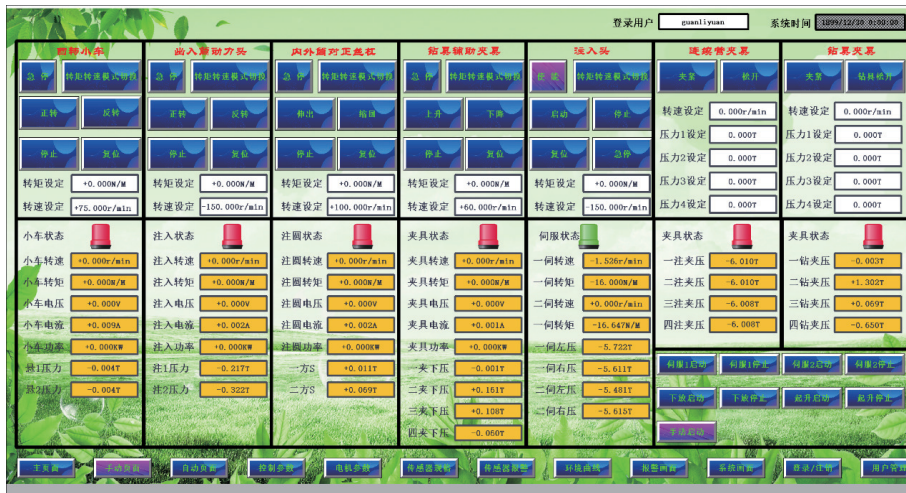 登录用户 guanliyuan 系统时间 1899/12/30 0:00:00
回转小车 出入驱动力头 内外圈对正盘杠 钻具辅助夹具 注入头 连续管夹具 钻具夹具
急 停 转矩转速模式切换 急 停 转矩转速模式切换 急 停 转矩转速模式切换 急 停 转矩转速模式切换 使 能 转矩转速模式切换 夹紧 松开 夹紧 钻具松开
正转 反转 正转 反转 伸出 缩回 上升 下降 启动 停止
转速设定 0.000r/min 转速设定 0.000r/min
压力1设定 0.000T 压力1设定 0.000T
停止 复位 停止 复位 停止 复位 停止 复位 复位 急停 压力2设定 0.000T 压力2设定 0.000T
转矩设定 +0.000N/M 转矩设定 +0.000N/M 转矩设定 +0.000N/M 转矩设定 +0.000N/M 转矩设定 +0.000N/M 压力3设定 0.000T 压力3设定 0.000T
转速设定 +75.000r/min 转速设定 -150.000r/min 转速设定 +100.000r/min 转速设定 +60.000r/min 转速设定 -150.000r/min 压力4设定 0.000T 压力4设定 0.000T
小车状态 注入状态 注圆状态 夹具状态 伺服状态 夹具状态 夹具状态
小车转速 +0.000r/min 注入转速 +0.000r/min 注圆转速 +0.000r/min 夹具转速 +0.000r/min 一伺转速 -1.526r/min 一注夹压 -6.010T 一钻夹压 -0.003T
小车转矩 +0.000N/M 注入转矩 +0.000N/M 注圆转矩 +0.000N/M 夹具转矩 +0.000N/M 一伺转矩 -16.000N/M 二注夹压 -6.010T 二钻夹压 +1.302T
小车电压 +0.000V 注入电压 +0.000V 注圆电压 +0.000V 夹具电压 +0.000V 二伺转速 +0.000r/min 三注夹压 -6.008T 三钻夹压 +0.069T
小车电流 +0.009A 注入电流 +0.002A 注圆电流 +0.002A 夹具电流 +0.001A 一伺转矩 -16.647N/M 四注夹压 -6.008T 四钻夹压 -0.650T
小车功率 +0.000KW 注入功率 +0.000KW 注圆功率 +0.000KW 夹具功率 +0.000KW 一伺左压 -5.722T
悬1压力 -0.004T 注1压力 -0.217T 一方S +0.011T 一夹下压 -0.001T 一伺右压 -5.611T 伺服1启动 伺服1停止 伺服2启动 伺服2停止
悬2压力 -0.004T 注2压力 -0.322T 二方S +0.069T 二夹下压 +0.151T 二伺左压 -5.481T 下放启动 下放停止 起升启动 起升停止
三夹下压 +0.108T 二伺右压 -5.615T
四夹下压 -0.060T 手动启动
主页面 手动页面 自动页面 控制参数 电机参数 传感器规格 传感器报警 环境曲线 报警画面 系统画面 登录/注销 用户管理